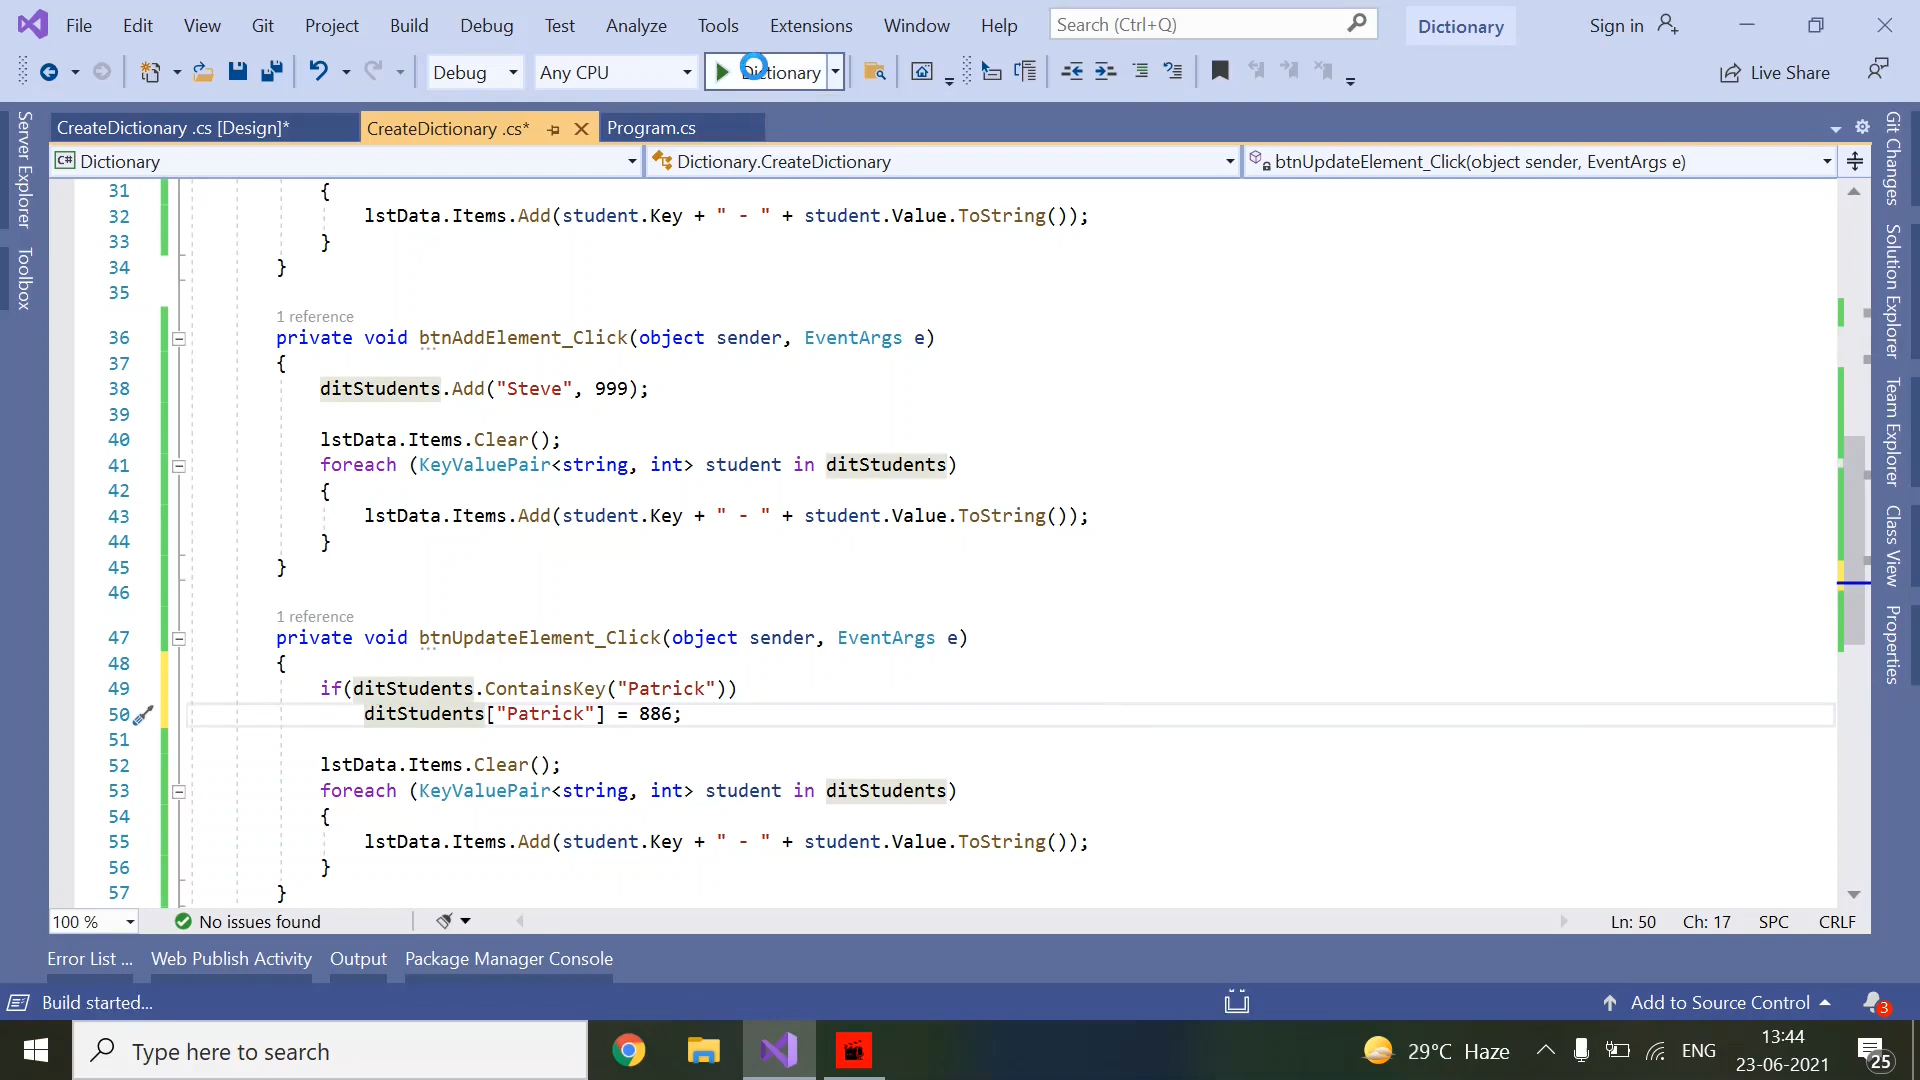 File Edit View Git Project Build Debug Test Analyze Tools Extensions Window Help Search (Ctrl+Q) Dictionary Sign in
Debug Any CPU Dictionary Live Share
CreateDictionary .cs [Design]* CreateDictionary .cs* Program.cs
C# Dictionary Dictionary.CreateDictionary btnUpdateElement_Click(object sender, EventArgs e)
Server Explorer
Toolbox
Git Changes
Solution Explorer
Team Explorer
Class View
Properties
31 {
32 lstData.Items.Add(student.Key + " - " + student.Value.ToString());
33 }
34 }
35
1 reference
36 private void btnAddElement_Click(object sender, EventArgs e)
37 {
38 ditStudents.Add("Steve", 999);
39
40 lstData.Items.Clear();
41 foreach (KeyValuePair<string, int> student in ditStudents)
42 {
43 lstData.Items.Add(student.Key + " - " + student.Value.ToString());
44 }
45 }
46
1 reference
47 private void btnUpdateElement_Click(object sender, EventArgs e)
48 {
49 if(ditStudents.ContainsKey("Patrick"))
50 ditStudents["Patrick"] = 886;
51
52 lstData.Items.Clear();
53 foreach (KeyValuePair<string, int> student in ditStudents)
54 {
55 lstData.Items.Add(student.Key + " - " + student.Value.ToString());
56 }
57 }
100 % No issues found Ln: 50 Ch: 17 SPC CRLF
Error List ... Web Publish Activity Output Package Manager Console
Build started... Add to Source Control 3
Type here to search 29°C Haze ENG 13:44
23-06-2021 25